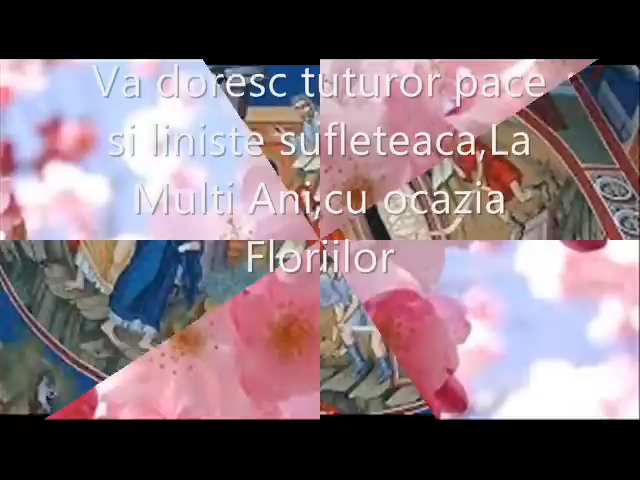 Va doresc tuturor pace
si liniste sufleteaca,La
Multi Ani,cu ocazia
Floriilor